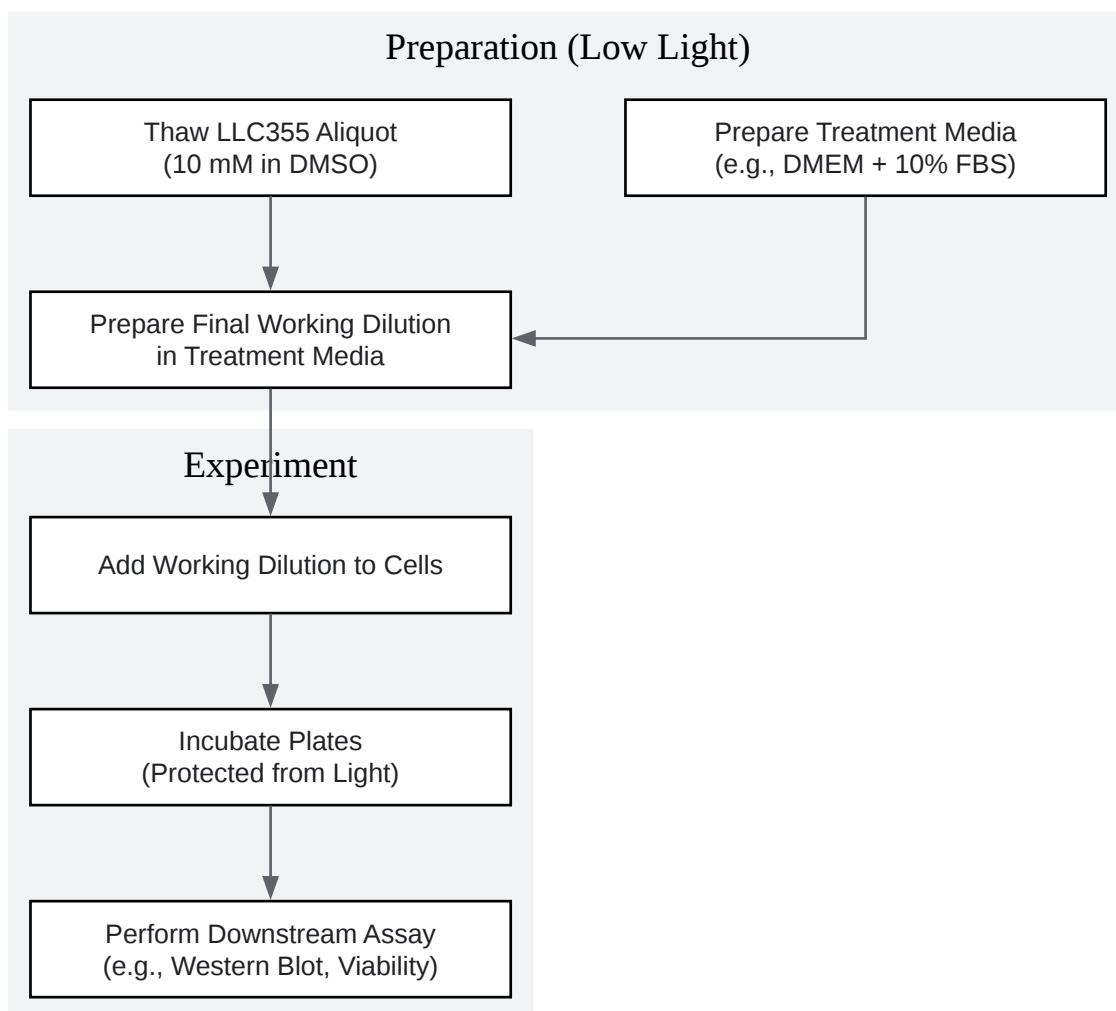 Preparation (Low Light)
Thaw LLC355 Aliquot
(10 mM in DMSO)
Prepare Treatment Media
(e.g., DMEM + 10% FBS)
Prepare Final Working Dilution
in Treatment Media
Experiment
Add Working Dilution to Cells
Incubate Plates
(Protected from Light)
Perform Downstream Assay
(e.g., Western Blot, Viability)